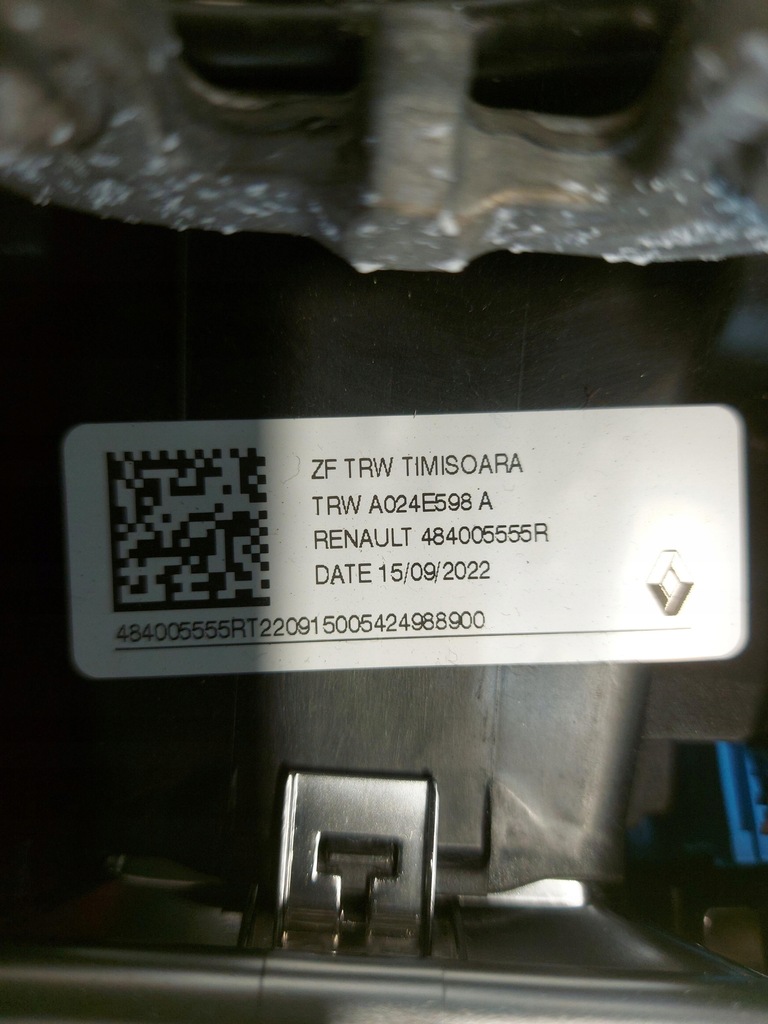 ZF TRW TIMISOARA
TRW A024E598 A
RENAULT 484005555R
DATE 15/09/2022
484005555RT220915005424988900